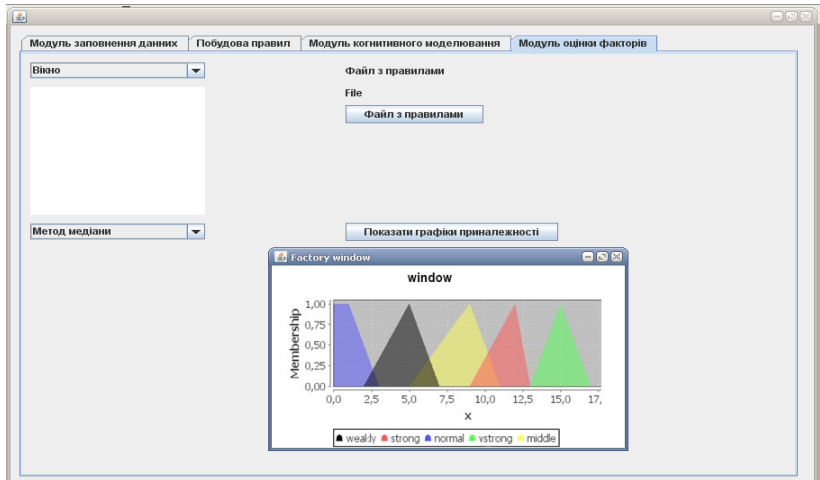 Модуль заповнення данних Побудова правил Модуль когнитивного моделювання Модуль оцінки факторів
Вікно
Файл з правилами
File
Файл з правилами
Метод медіани
Показати графіки приналежності
Factory window
window
Membership
1,00
0,75
0,50
0,25
0,00
0,0 2,5 5,0 7,5 10,0 12,5 15,0 17,
x
weakly strong normal vstrong middle